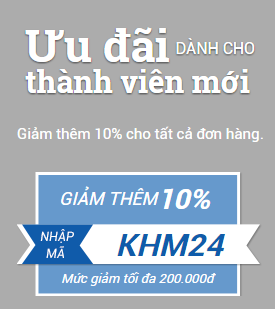 Ưu đãi DÀNH CHO
thành viên mới
Giảm thêm 10% cho tất cả đơn hàng.
GIẢM THÊM 10%
NHẬP
MÃ
KHM24
Mức giảm tối đa 200.000đ